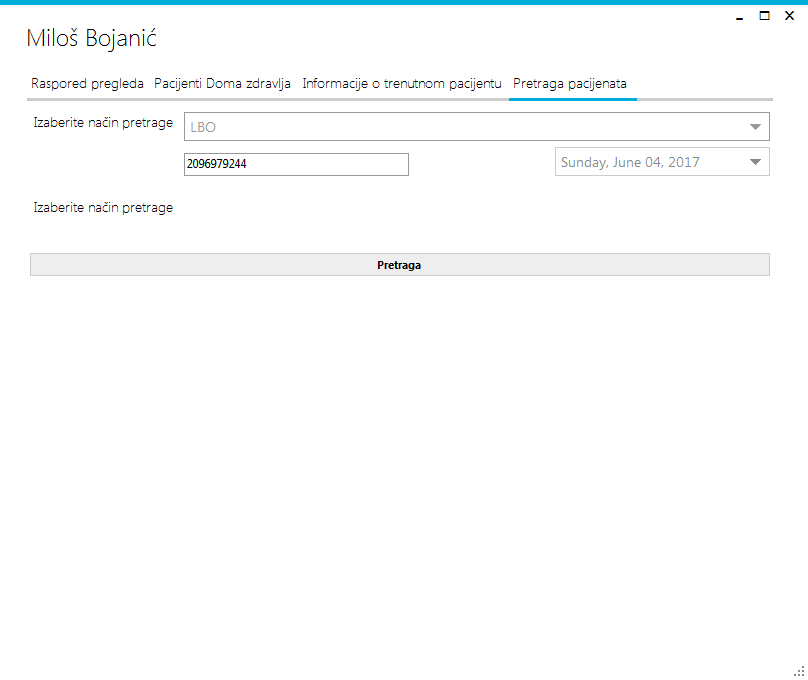 Miloš Bojanić
Raspored pregleda Pacijenti Doma zdravlja Informacije o trenutnom pacijentu Pretraga pacijenata
Izaberite način pretrage LBO
2096979244 Sunday, June 04, 2017
Izaberite način pretrage
Pretraga